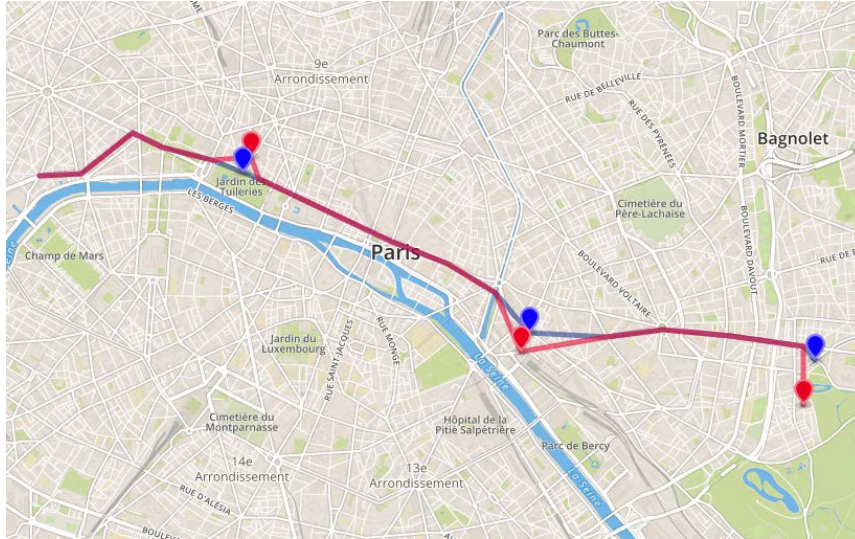 Parc des Buttes-
Chaumont
9e
Arrondissement
RUE DE BELLEVILLE
BOULEVARD MORTIER
RUE DES PYRÉNÉES
Bagnolet
Jardin des
Tuileries
LES BERGES
Cimetière du
Père-Lachaise
Seine
Champ de Mars
Paris
BOULEVARD VOLTAIRE
BOULEVARD DAVOUT
RUE DE
Jardin du
Luxembourg
RUE SAINT-JACQUES
RUE MONGE
La Seine
Cimetière du
Montparnasse
Hôpital de la
Pitié Salpêtrière
Parc de Bercy
14e
Arrondissement
13e
Arrondissement
La Seine
RUE D'ALÉSIA